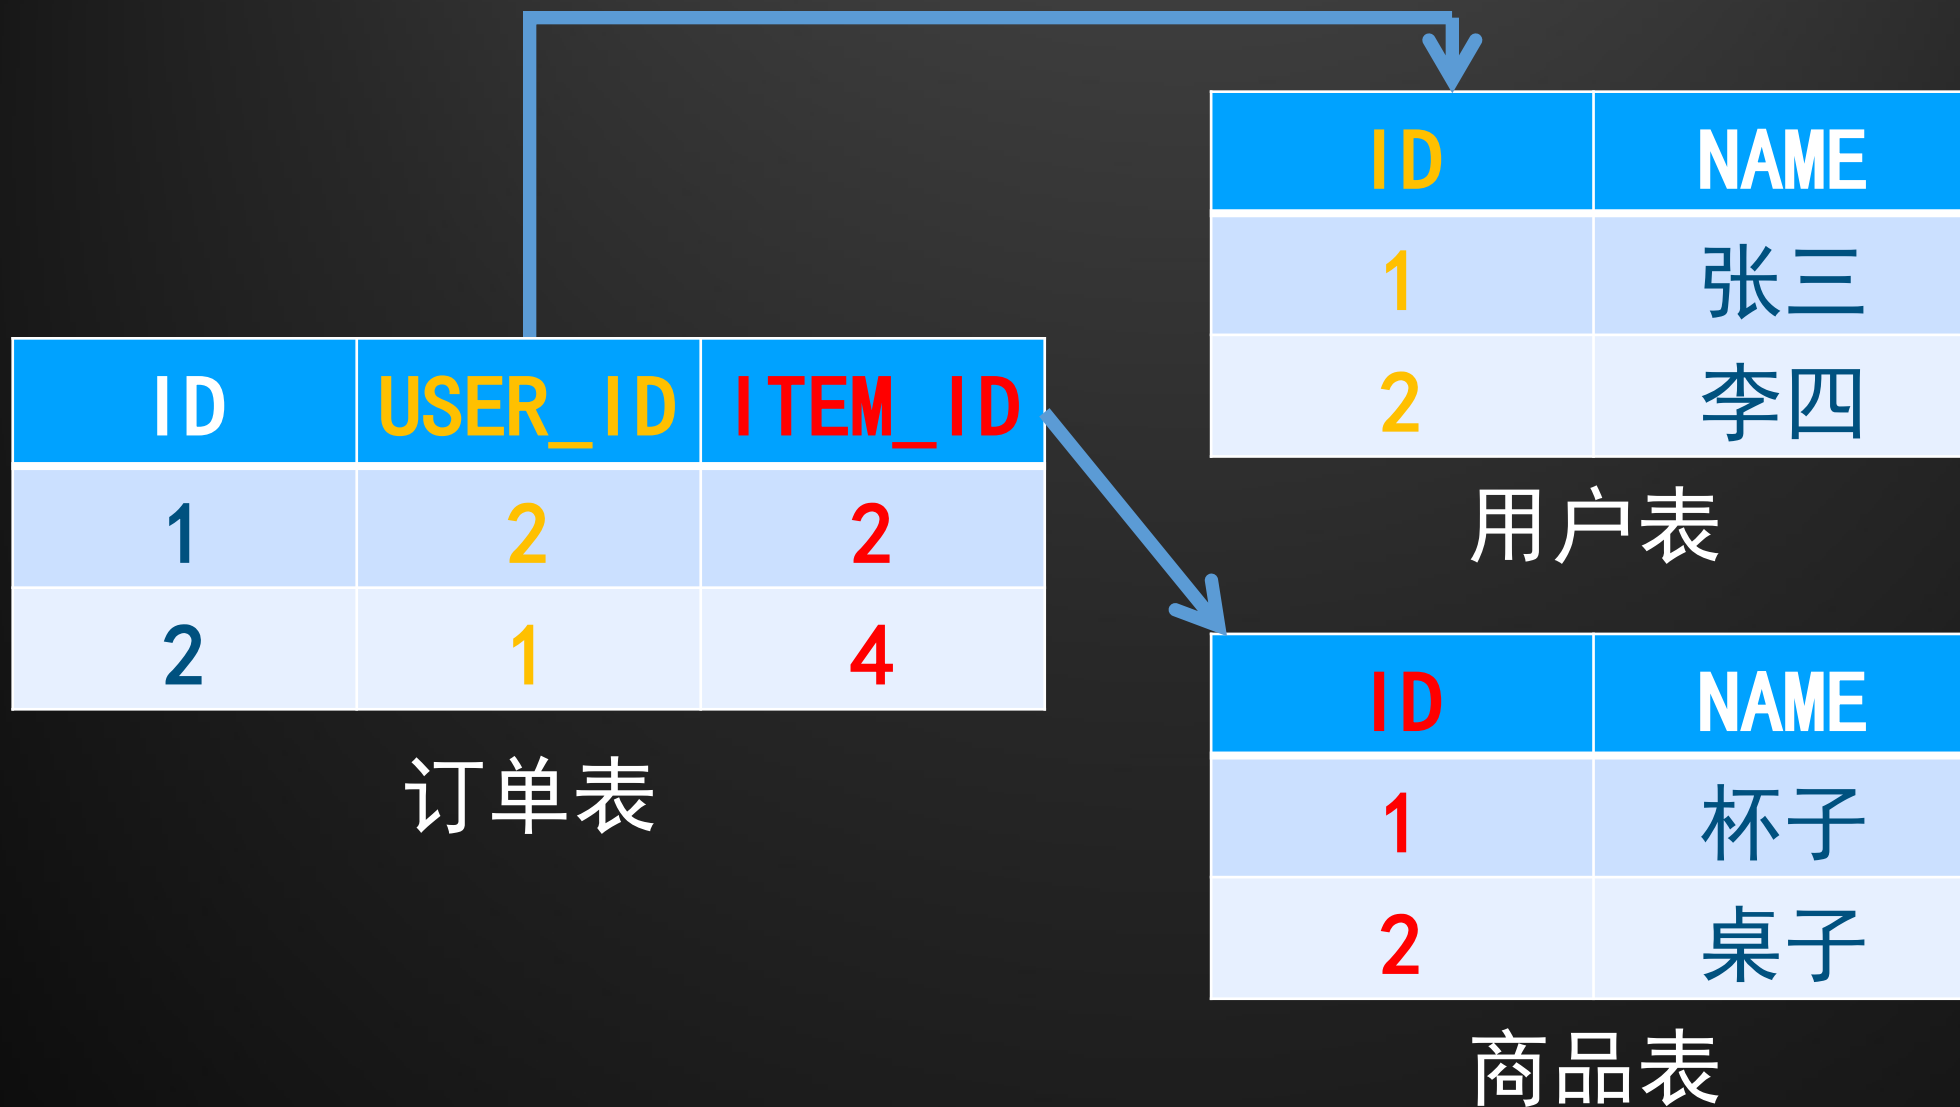 ID USER_ID ITEM_ID
1 2 2
2 1 4
订单表
ID NAME
1 张三
2 李四
用户表
ID NAME
1 杯子
2 桌子
商品表